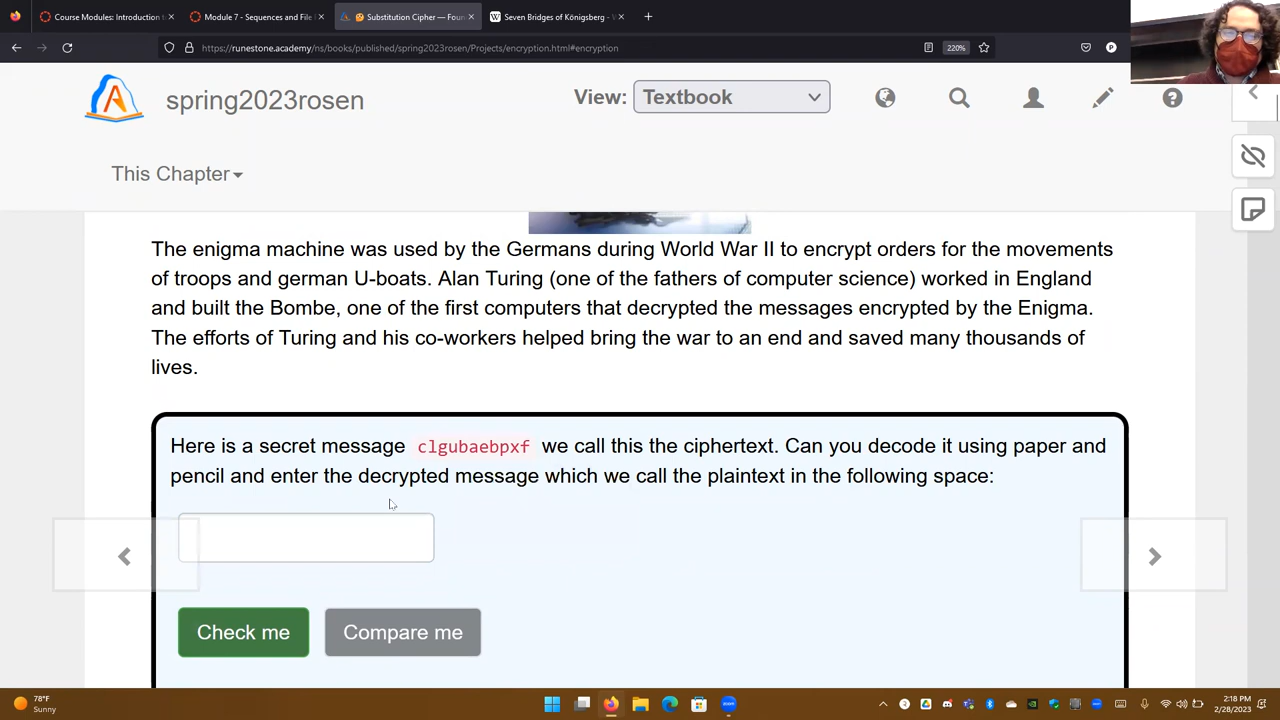 Course Modules: Introduction t
Module 7 - Sequences and File
Substitution Cipher — Foun
Seven Bridges of Königsberg - W
https://runestone.academy/ns/books/published/spring2023rosen/Projects/encryption.html#encryption
220%
spring2023rosen
View:
Textbook
This Chapter
The enigma machine was used by the Germans during World War II to encrypt orders for the movements
of troops and german U-boats. Alan Turing (one of the fathers of computer science) worked in England
and built the Bombe, one of the first computers that decrypted the messages encrypted by the Enigma.
The efforts of Turing and his co-workers helped bring the war to an end and saved many thousands of
lives.
Here is a secret message clgubaebpxf we call this the ciphertext. Can you decode it using paper and
pencil and enter the decrypted message which we call the plaintext in the following space:
Check me
Compare me
78°F
Sunny
2:18 PM
2/28/2023